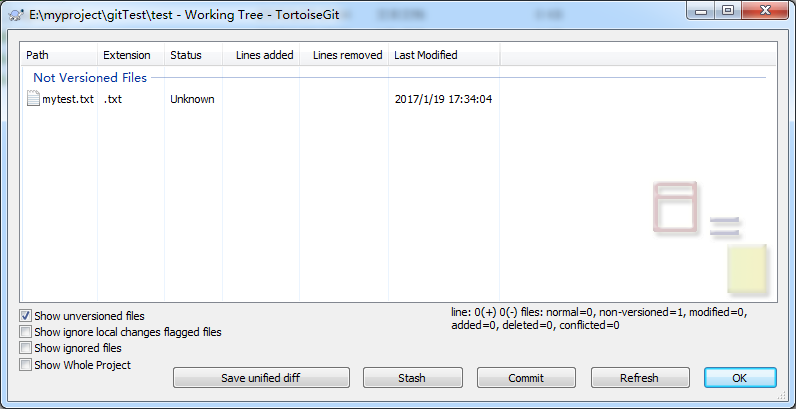 E:\myproject\gitTest\test - Working Tree - TortoiseGit
Path Extension Status Lines added Lines removed Last Modified
Not Versioned Files
mytest.txt .txt Unknown 2017/1/19 17:34:04
Show unversioned files
Show ignore local changes flagged files
Show ignored files
Show Whole Project
line: 0(+) 0(-) files: normal=0, non-versioned=1, modified=0,
added=0, deleted=0, conflicted=0
Save unified diff Stash Commit Refresh OK